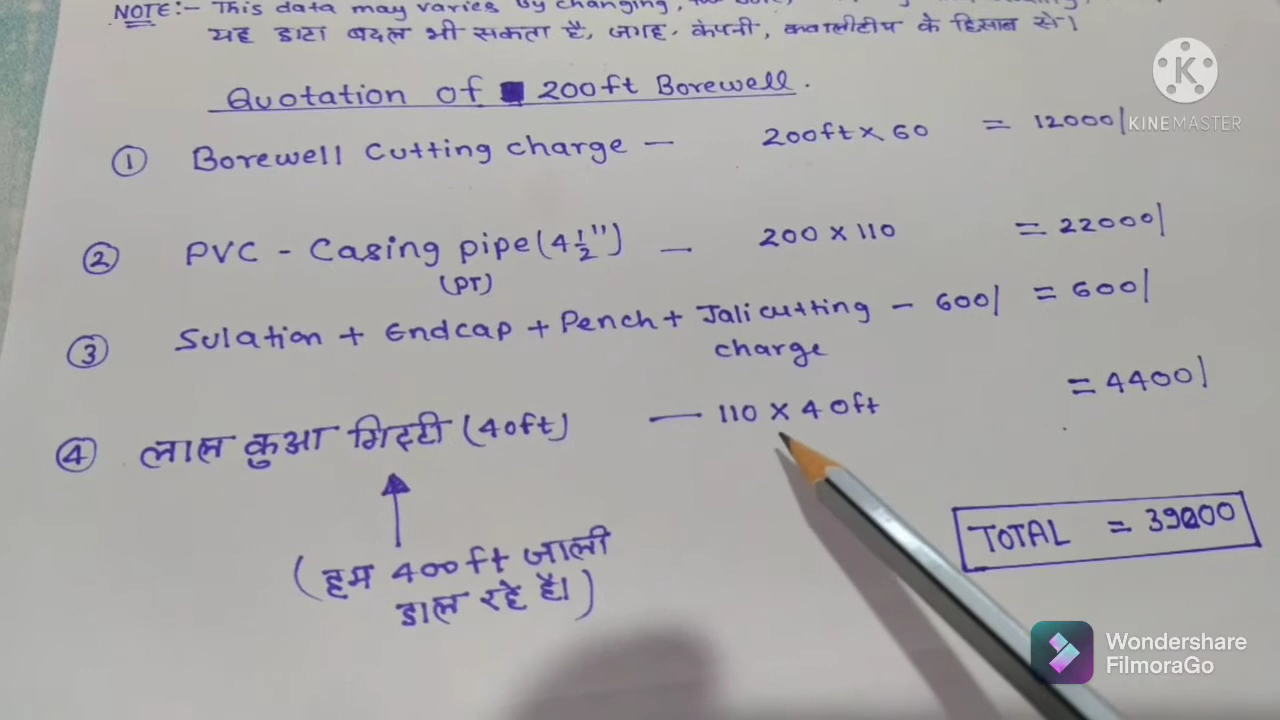 NOTE:- This data may varies by changing,
यह डाटा बदल भी सकता है, जगह, कंपनी, क्वालीटीय के हिसाब से।
Quotation of 200ft Borewell.
① Borewell Cutting charge — 200ft × 60 = 12000/
② PVC - Casing pipe (4½") — 200 × 110 = 22000/
(PT)
③ Sulation + Endcap + Pench + Jali cutting - 600/ = 600/
charge
④ लाल कुआ गिट्टी (40ft) — 110 × 40ft = 4400/
(हम 400ft जाली
डाल रहे है।)
TOTAL = 39000
KINEMASTER
Wondershare
FilmoraGo